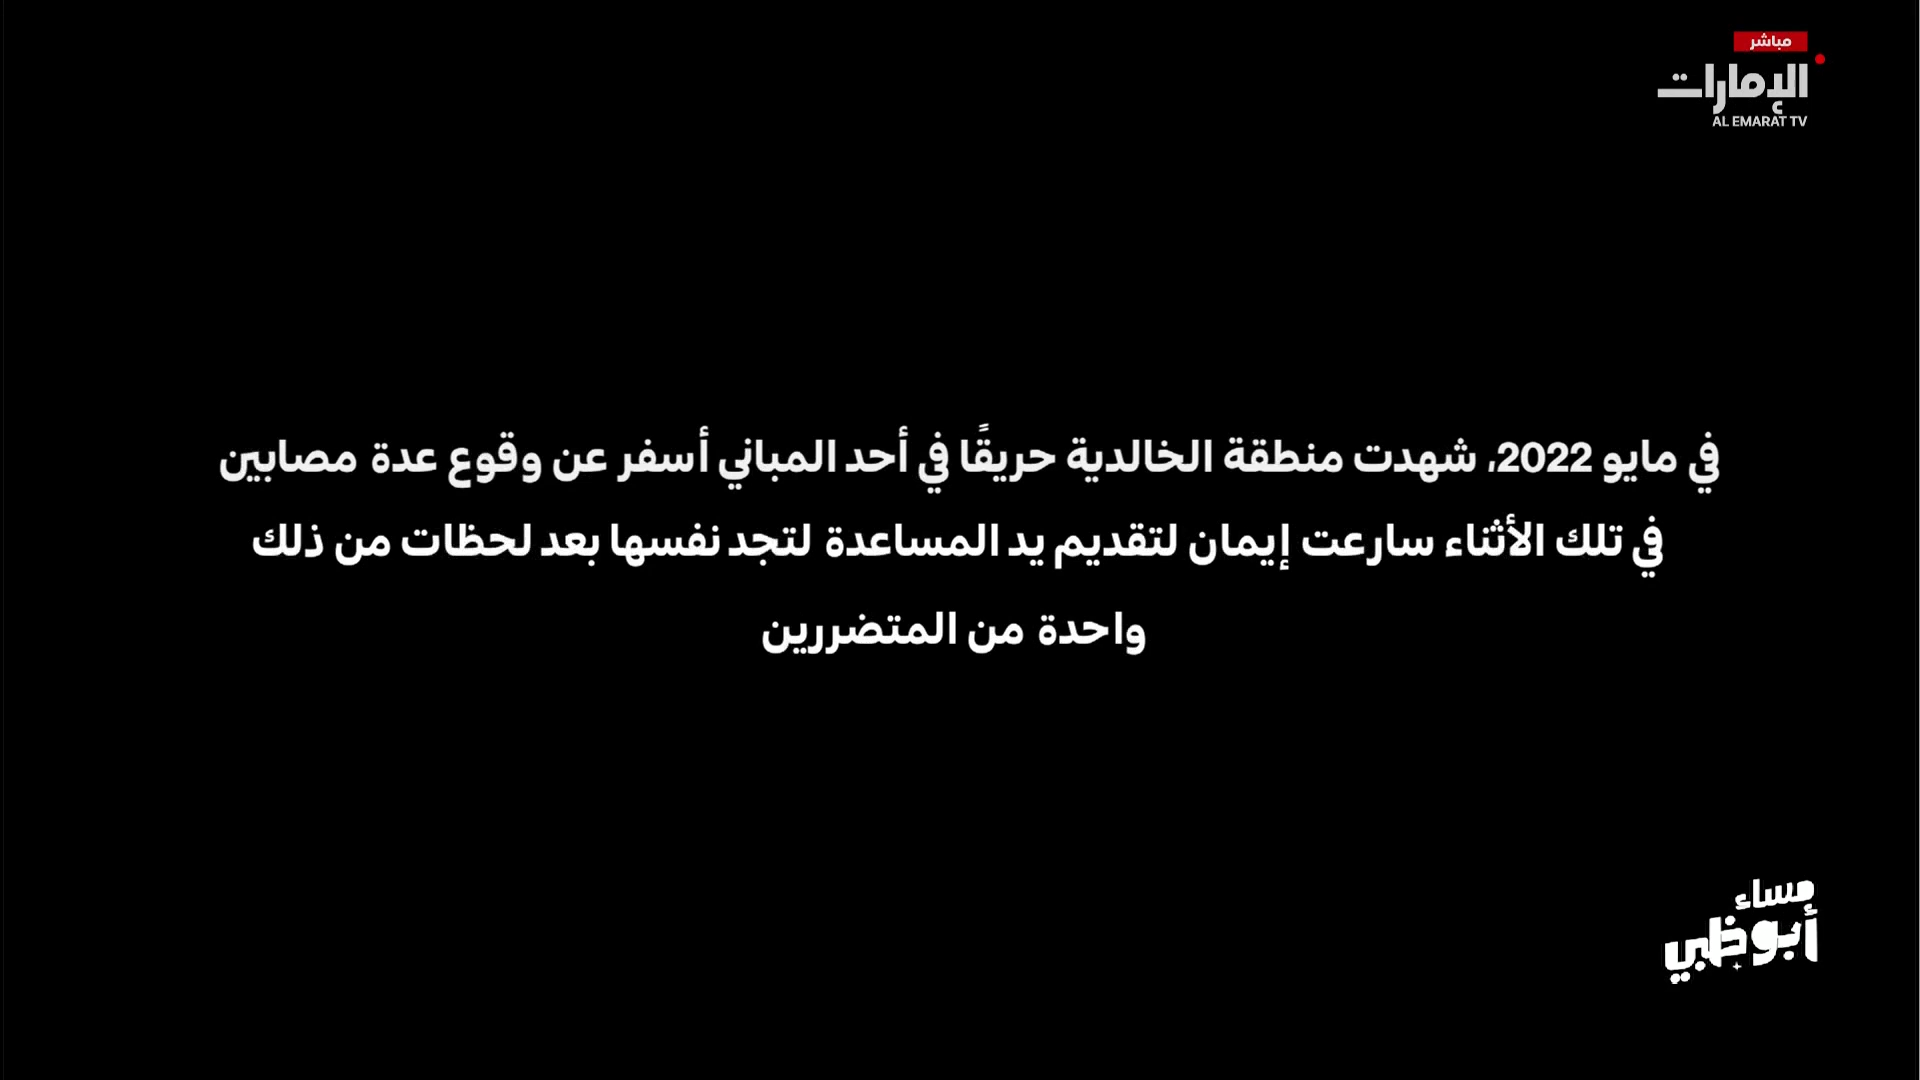 مباشر
الإمارات
AL EMARAT TV
في مايو 2022، شهدت منطقة الخالدية حريقًا في أحد المباني أسفر عن وقوع عدة مصابين
في تلك الأثناء سارعت إيمان لتقديم يد المساعدة لتجد نفسها بعد لحظات من ذلك
واحدة من المتضررين
مساء
أبوظبي